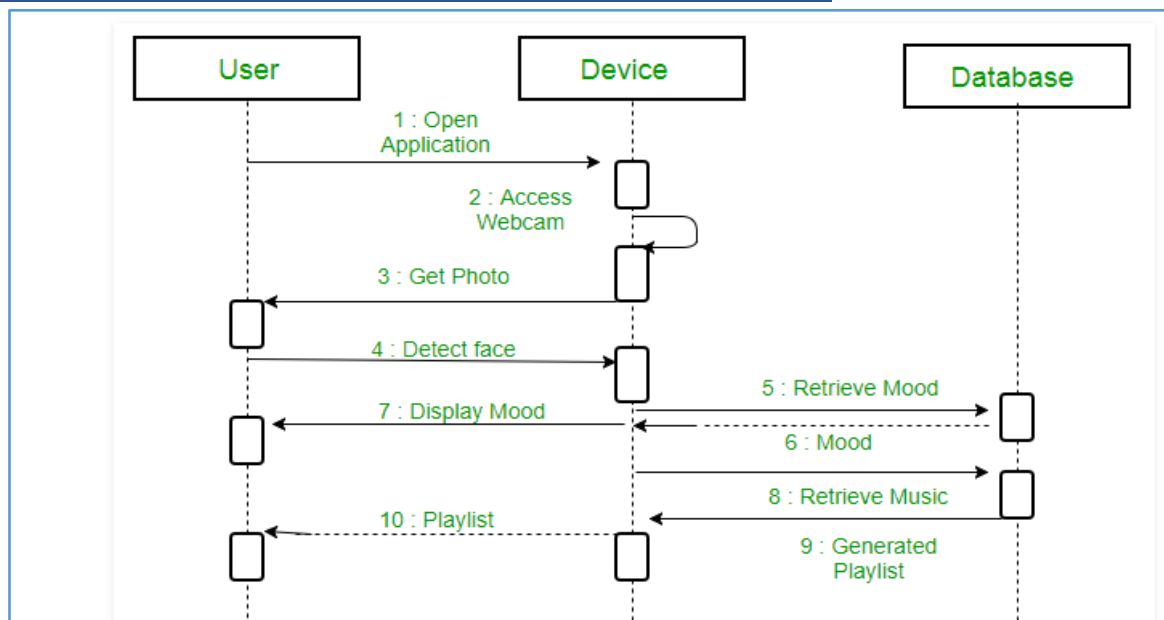 User
Device
Database
1 : Open
Application
2 : Access
Webcam
3 : Get Photo
4 : Detect face
5 : Retrieve Mood
7 : Display Mood
6 : Mood
8 : Retrieve Music
10 : Playlist
9 : Generated
Playlist